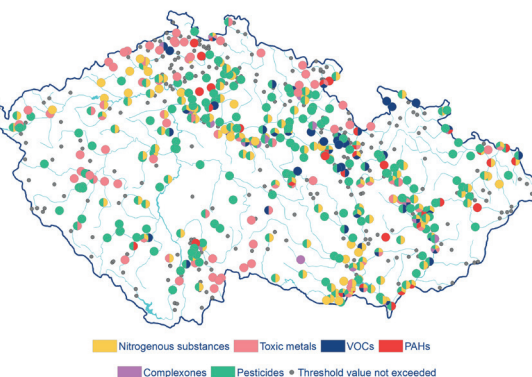 Nitrogenous substances Toxic metals VOCs PAHs
Complexones Pesticides Threshold value not exceeded